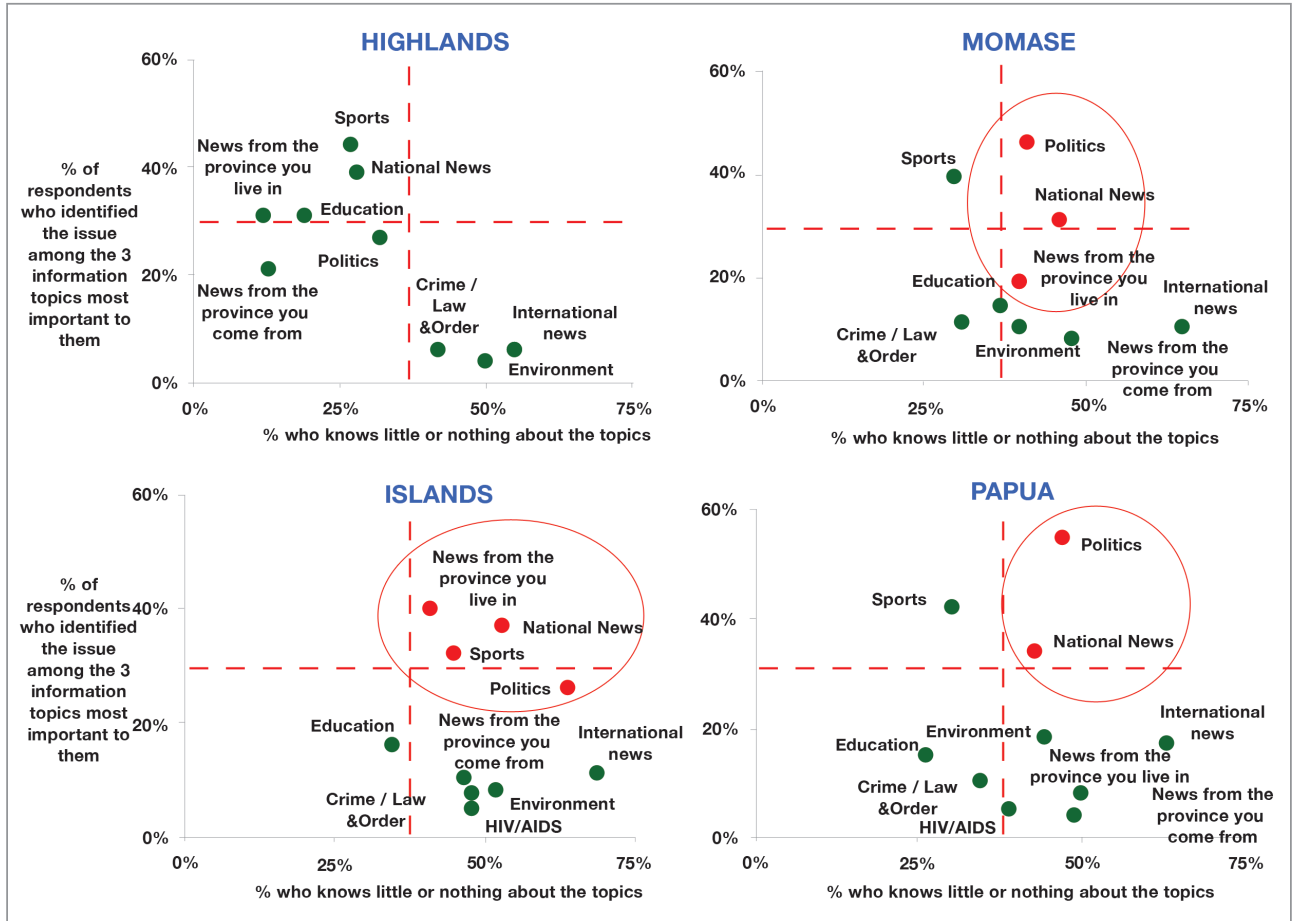 HIGHLANDS
60%
40%
20%
0%
0%
25%
50%
75%
% of
respondents
who identified
the issue
among the 3
information
topics most
important to
them
Sports
News from the
province you
live in
National News
Education
Politics
News from the
province you
come from
Crime /
Law
&Order
International
news
Environment
% who knows little or nothing about the topics
MOMASE
60%
40%
20%
0%
0%
25%
50%
75%
Politics
Sports
National News
News from the
province you
live in
Education
International
news
Crime / Law
&Order
Environment
News from the
province you
come from
% who knows little or nothing about the topics
ISLANDS
60%
40%
20%
0%
0%
25%
50%
75%
% of
respondents
who identified
the issue
among the 3
information
topics most
important to
them
News from the
province you
live in
National News
Sports
Politics
Education
News from the
province you
come from
International
news
Crime / Law
&Order
Environment
HIV/AIDS
% who knows little or nothing about the topics
PAPUA
60%
40%
20%
0%
0%
25%
50%
75%
Politics
Sports
National News
International
news
Environment
Education
News from the
province you live in
Crime / Law
&Order
News from the
province you
come from
HIV/AIDS
% who knows little or nothing about the topics